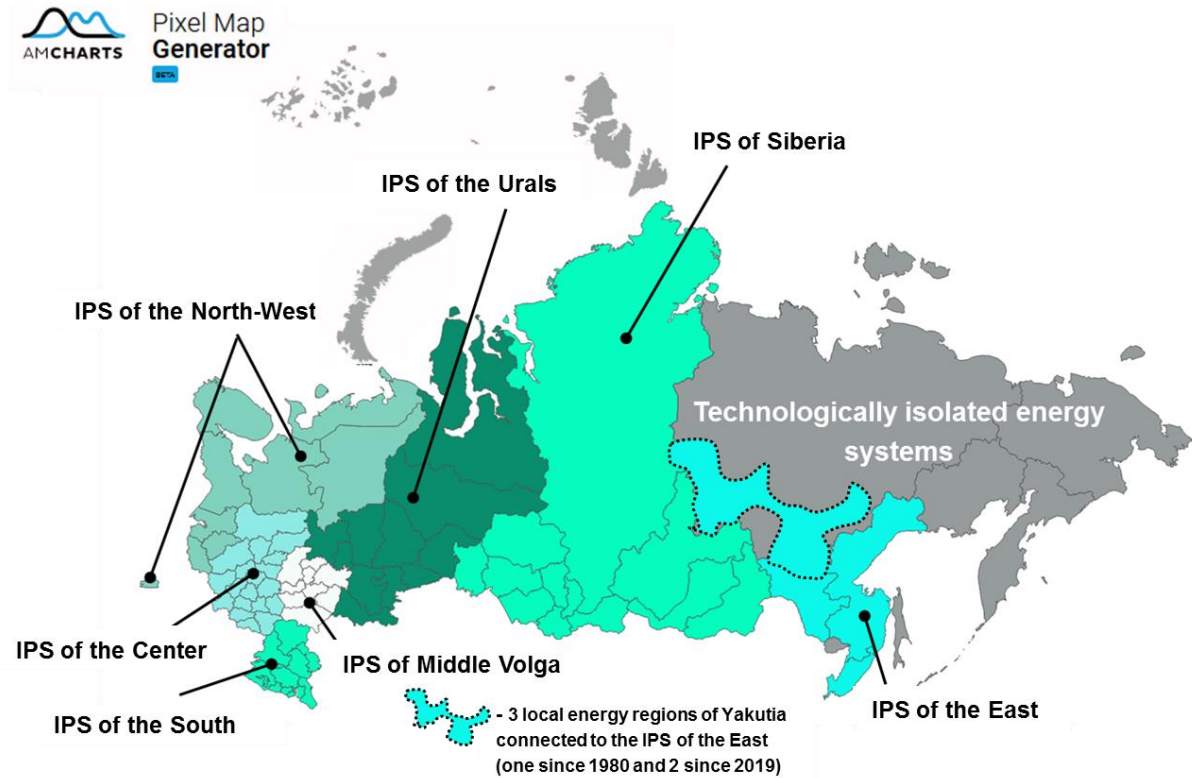 AMCHARTS
Pixel Map
Generator
BETA
IPS of Siberia
IPS of the Urals
IPS of the North-West
Technologically isolated energy
systems
IPS of the Center
IPS of Middle Volga
IPS of the South
IPS of the East
- 3 local energy regions of Yakutia
connected to the IPS of the East
(one since 1980 and 2 since 2019)